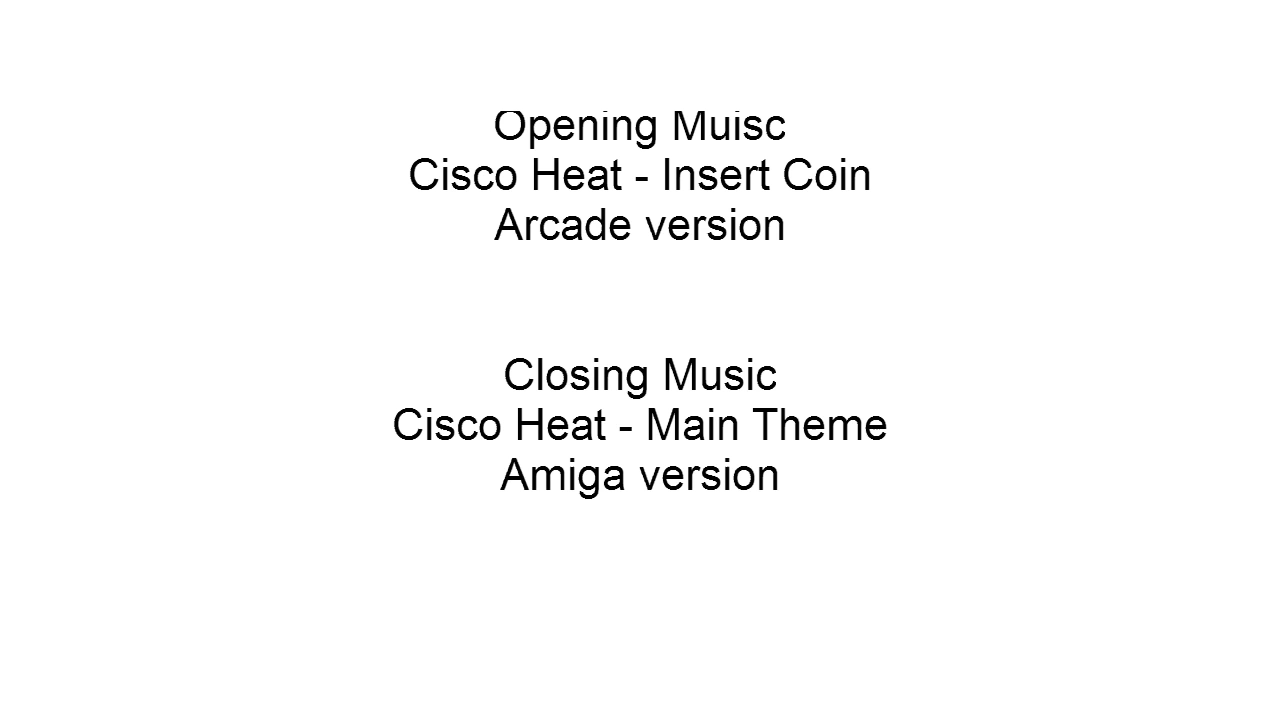 Opening Muisc
Cisco Heat - Insert Coin
Arcade version
Closing Music
Cisco Heat - Main Theme
Amiga version